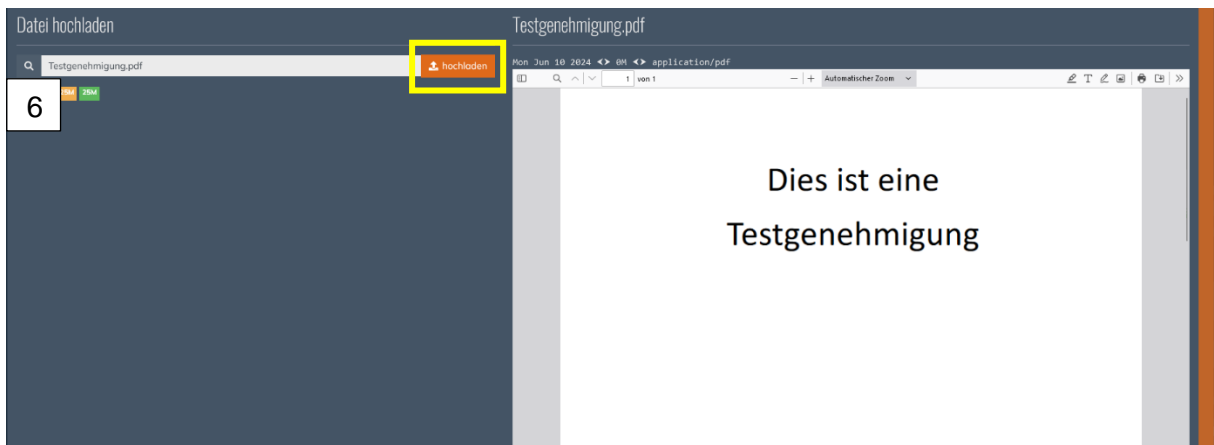 Datei hochladen
Testgenehmigung.pdf
hochladen
25M
6
Testgenehmigung.pdf
Mon Jun 10 2024 <> 0M <> application/pdf
1 von 1
Automatischer Zoom
Dies ist eine
Testgenehmigung